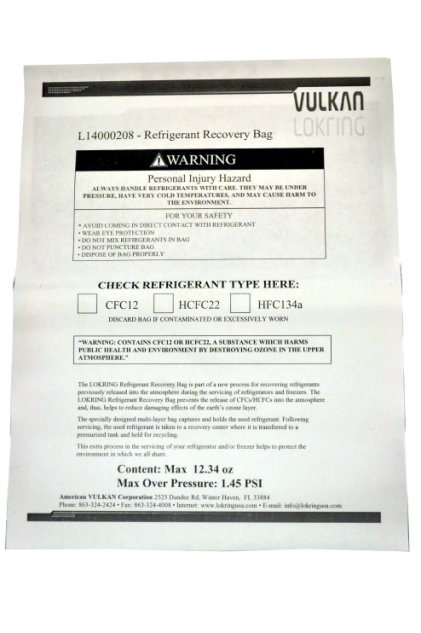 VULKAN
LOKRING
L14000208 - Refrigerant Recovery Bag
WARNING
Personal Injury Hazard
ALWAYS HANDLE REFRIGERANTS WITH CARE. THEY MAY BE UNDER
PRESSURE, HAVE VERY COLD TEMPERATURES, AND MAY CAUSE HARM TO
THE ENVIRONMENT.
FOR YOUR SAFETY
• AVOID COMING IN DIRECT CONTACT WITH REFRIGERANT
• WEAR EYE PROTECTION
• DO NOT MIX REFRIGERANTS IN BAG
• DO NOT PUNCTURE BAG
• DISPOSE OF BAG PROPERLY
CHECK REFRIGERANT TYPE HERE:
CFC12 HCFC22 HFC134a
DISCARD BAG IF CONTAMINATED OR EXCESSIVELY WORN
"WARNING: CONTAINS CFC12 OR HCFC22, A SUBSTANCE WHICH HARMS
PUBLIC HEALTH AND ENVIRONMENT BY DESTROYING OZONE IN THE UPPER
ATMOSPHERE."
The LOKRING Refrigerant Recovery Bag is part of a new process for recovering refrigerants
previously released into the atmosphere during the servicing of refrigerators and freezers. The
LOKRING Refrigerant Recovery Bag prevents the release of CFCs/HCFCs into the atmosphere
and, thus, helps to reduce damaging effects of the earth's ozone layer.
The specially designed multi-layer bag captures and holds the used refrigerant. Following
servicing, the used refrigerant is taken to a recovery center where it is transferred to a
pressurized tank and held for recycling.
This extra process in the servicing of your refrigerator and/or freezer helps to protect the
environment in which we all share.
Content: Max 12.34 oz
Max Over Pressure: 1.45 PSI
American VULKAN Corporation 2525 Dundee Rd, Winter Haven, FL 33884
Phone: 863-324-2424 • Fax: 863-324-4008 • Internet: www.lokringusa.com • E-mail: info@lokringusa.com